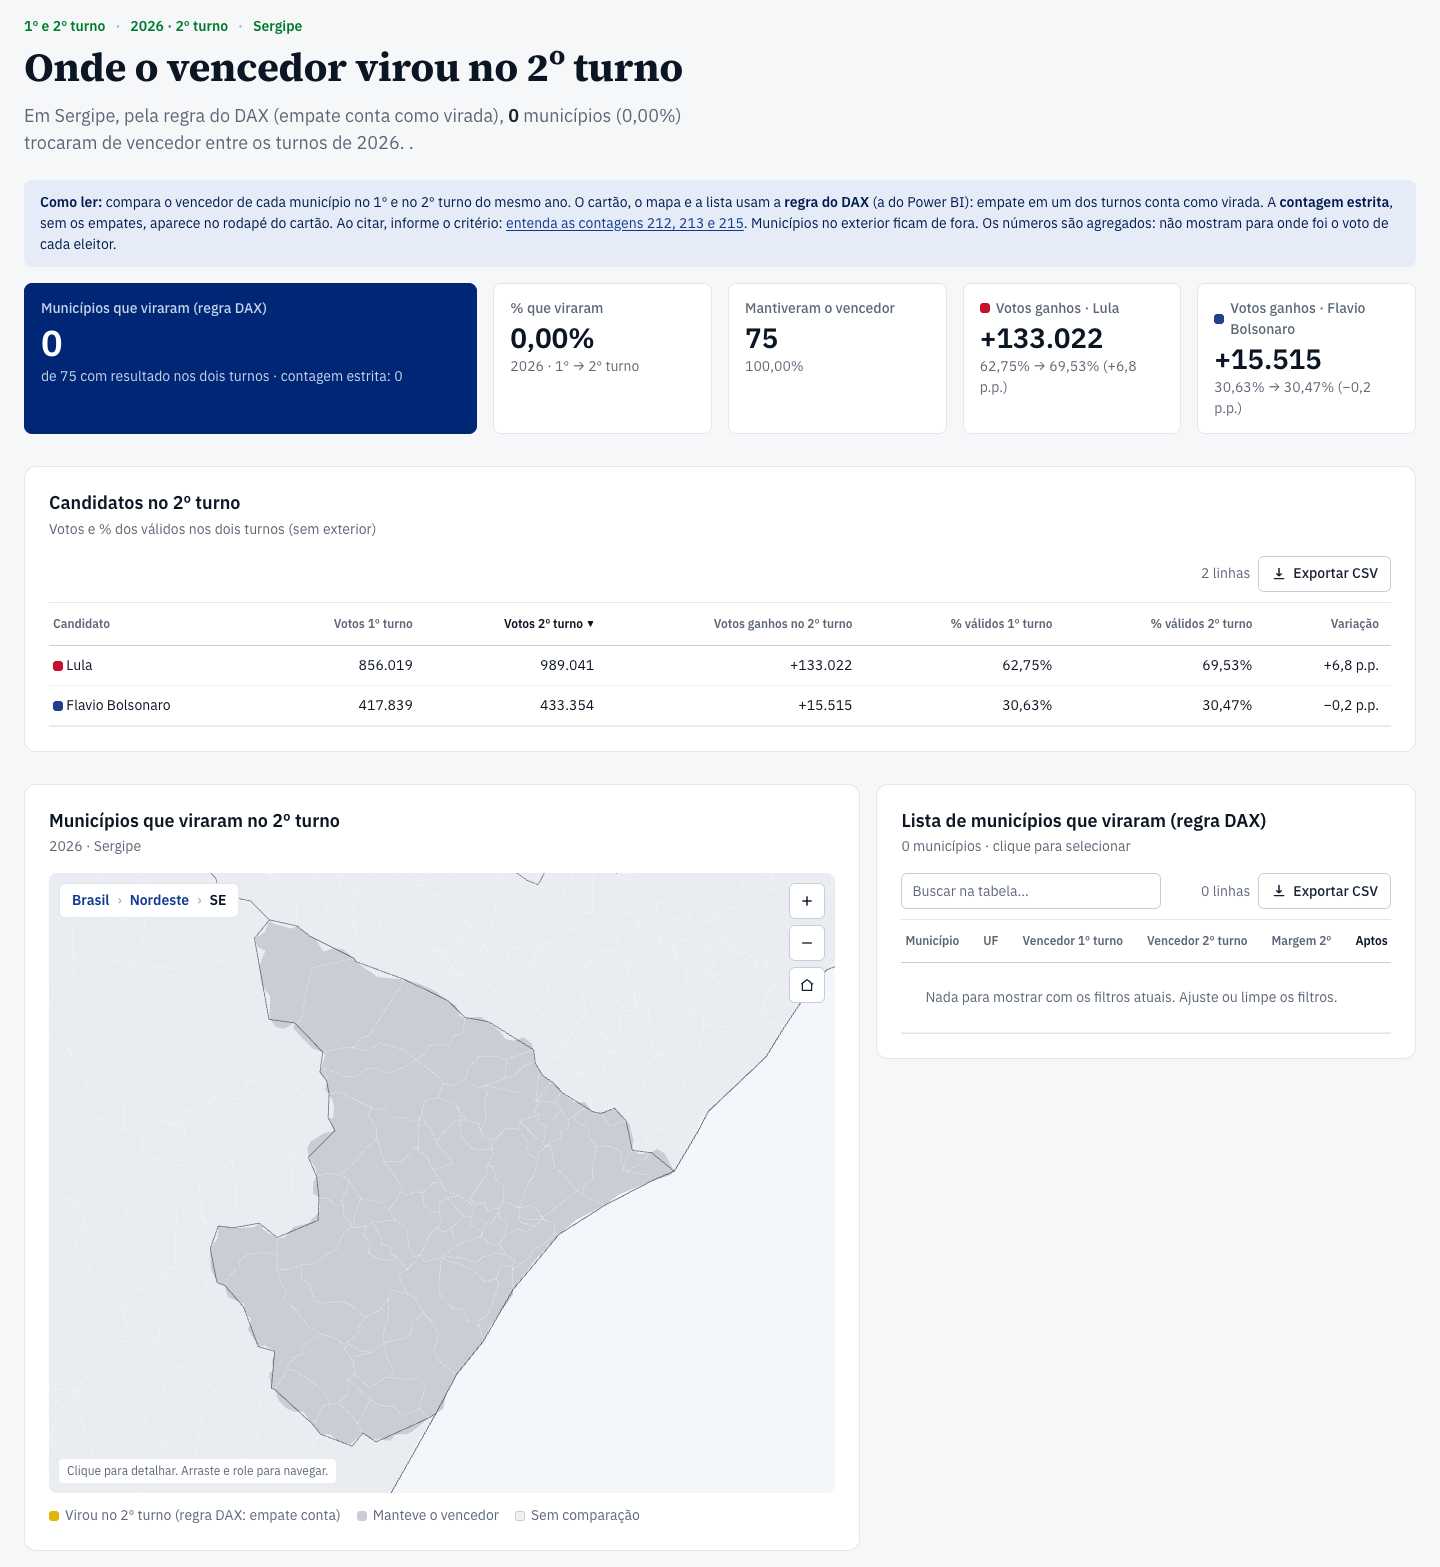 1º e 2º turno · 2026 · 2º turno · Sergipe
Onde o vencedor virou no 2º turno
Em Sergipe, pela regra do DAX (empate conta como virada), 0 municípios (0,00%)
trocaram de vencedor entre os turnos de 2026. .
Como ler: compara o vencedor de cada município no 1º e no 2º turno do mesmo ano. O cartão, o mapa e a lista usam a regra do DAX (a do Power BI): empate em um dos turnos conta como virada. A contagem estrita,
sem os empates, aparece no rodapé do cartão. Ao citar, informe o critério: entenda as contagens 212, 213 e 215. Municípios no exterior ficam de fora. Os números são agregados: não mostram para onde foi o voto de
cada eleitor.
Municípios que viraram (regra DAX)
0
de 75 com resultado nos dois turnos · contagem estrita: 0
% que viraram
0,00%
2026 · 1º → 2º turno
Mantiveram o vencedor
75
100,00%
Votos ganhos · Lula
+133.022
62,75% → 69,53% (+6,8
p.p.)
Votos ganhos · Flavio
Bolsonaro
+15.515
30,63% → 30,47% (−0,2
p.p.)
Candidatos no 2º turno
Votos e % dos válidos nos dois turnos (sem exterior)
2 linhas Exportar CSV
Candidato Votos 1º turno Votos 2º turno ▼ Votos ganhos no 2º turno % válidos 1º turno % válidos 2º turno Variação
Lula 856.019 989.041 +133.022 62,75% 69,53% +6,8 p.p.
Flavio Bolsonaro 417.839 433.354 +15.515 30,63% 30,47% −0,2 p.p.
Municípios que viraram no 2º turno
2026 · Sergipe
Brasil › Nordeste › SE
+
−
Clique para detalhar. Arraste e role para navegar.
Virou no 2º turno (regra DAX: empate conta) Manteve o vencedor Sem comparação
Lista de municípios que viraram (regra DAX)
0 municípios · clique para selecionar
Buscar na tabela... 0 linhas Exportar CSV
Município UF Vencedor 1º turno Vencedor 2º turno Margem 2º Aptos
Nada para mostrar com os filtros atuais. Ajuste ou limpe os filtros.